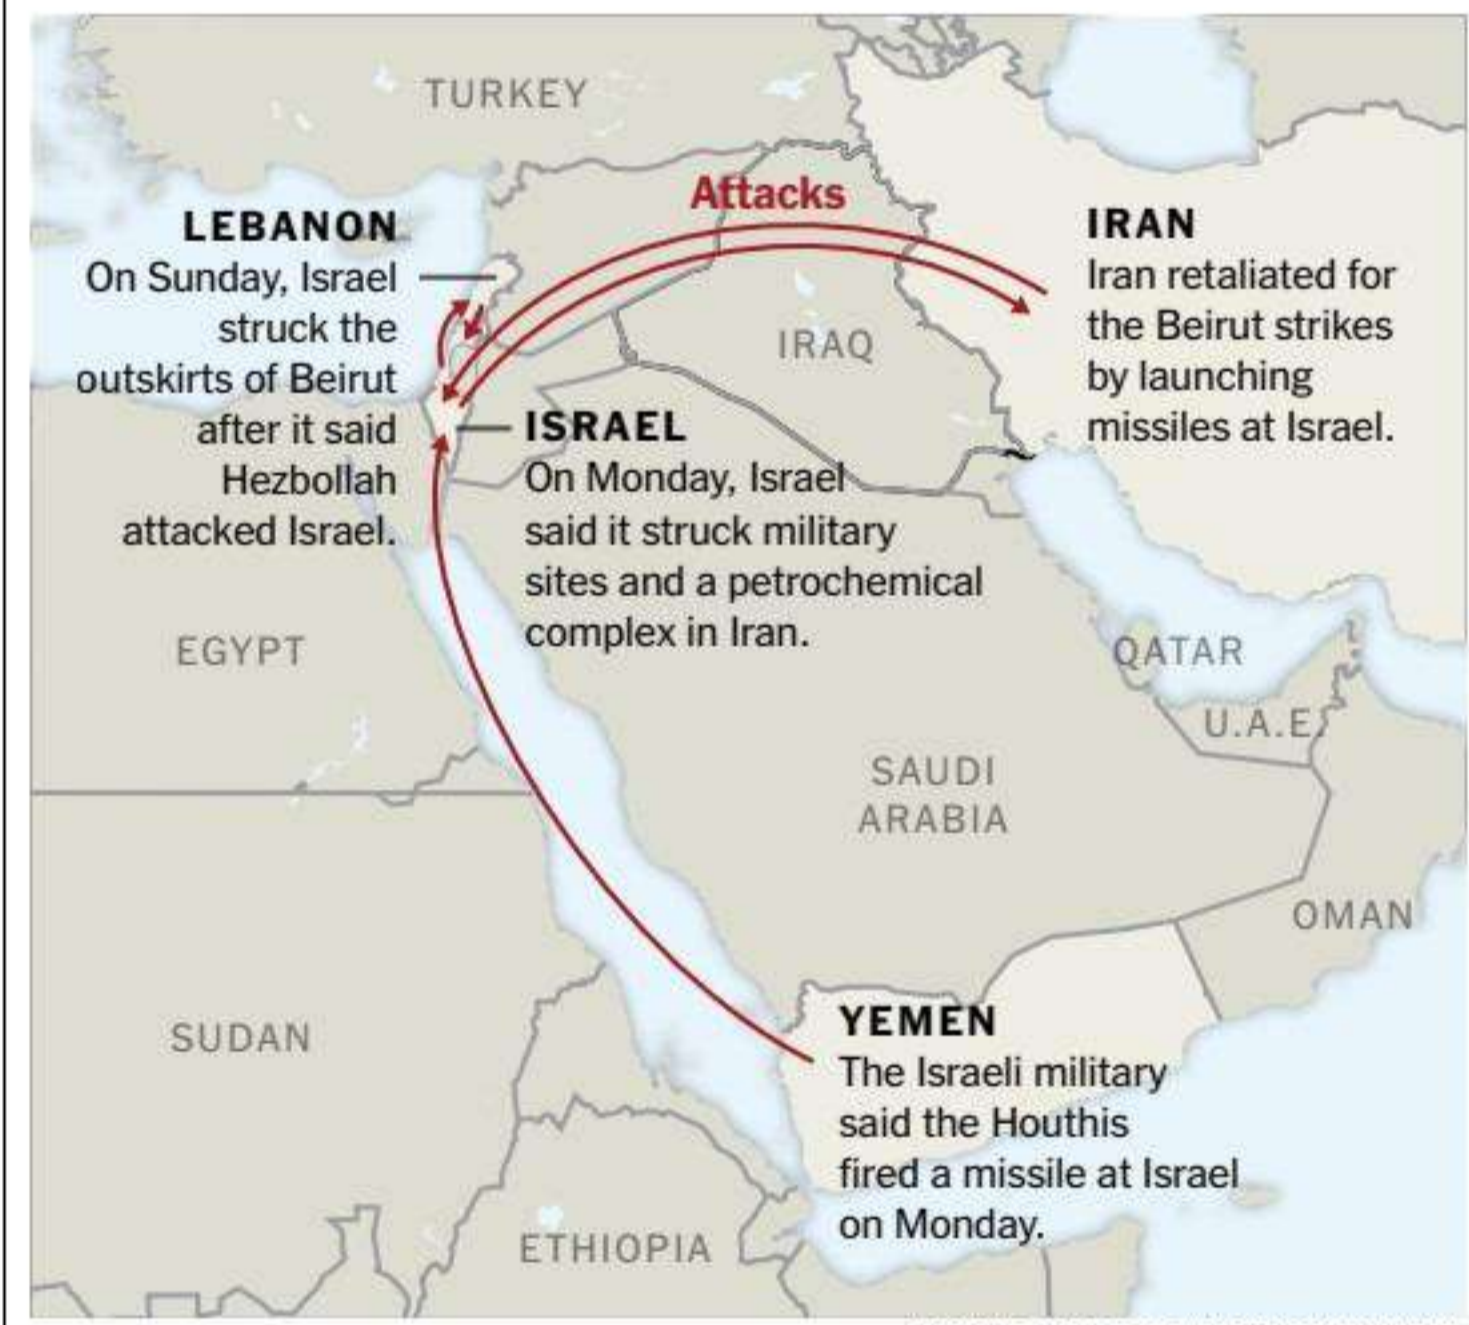 TURKEY
Attacks
LEBANON
On Sunday, Israel
struck the
outskirts of Beirut
after it said
Hezbollah
attacked Israel.
IRAN
Iran retaliated for
the Beirut strikes
by launching
missiles at Israel.
IRAQ
ISRAEL
On Monday, Israel
said it struck military
sites and a petrochemical
complex in Iran.
EGYPT
QATAR
U.A.E.
SAUDI
ARABIA
OMAN
SUDAN
YEMEN
The Israeli military
said the Houthis
fired a missile at Israel
on Monday.
ETHIOPIA